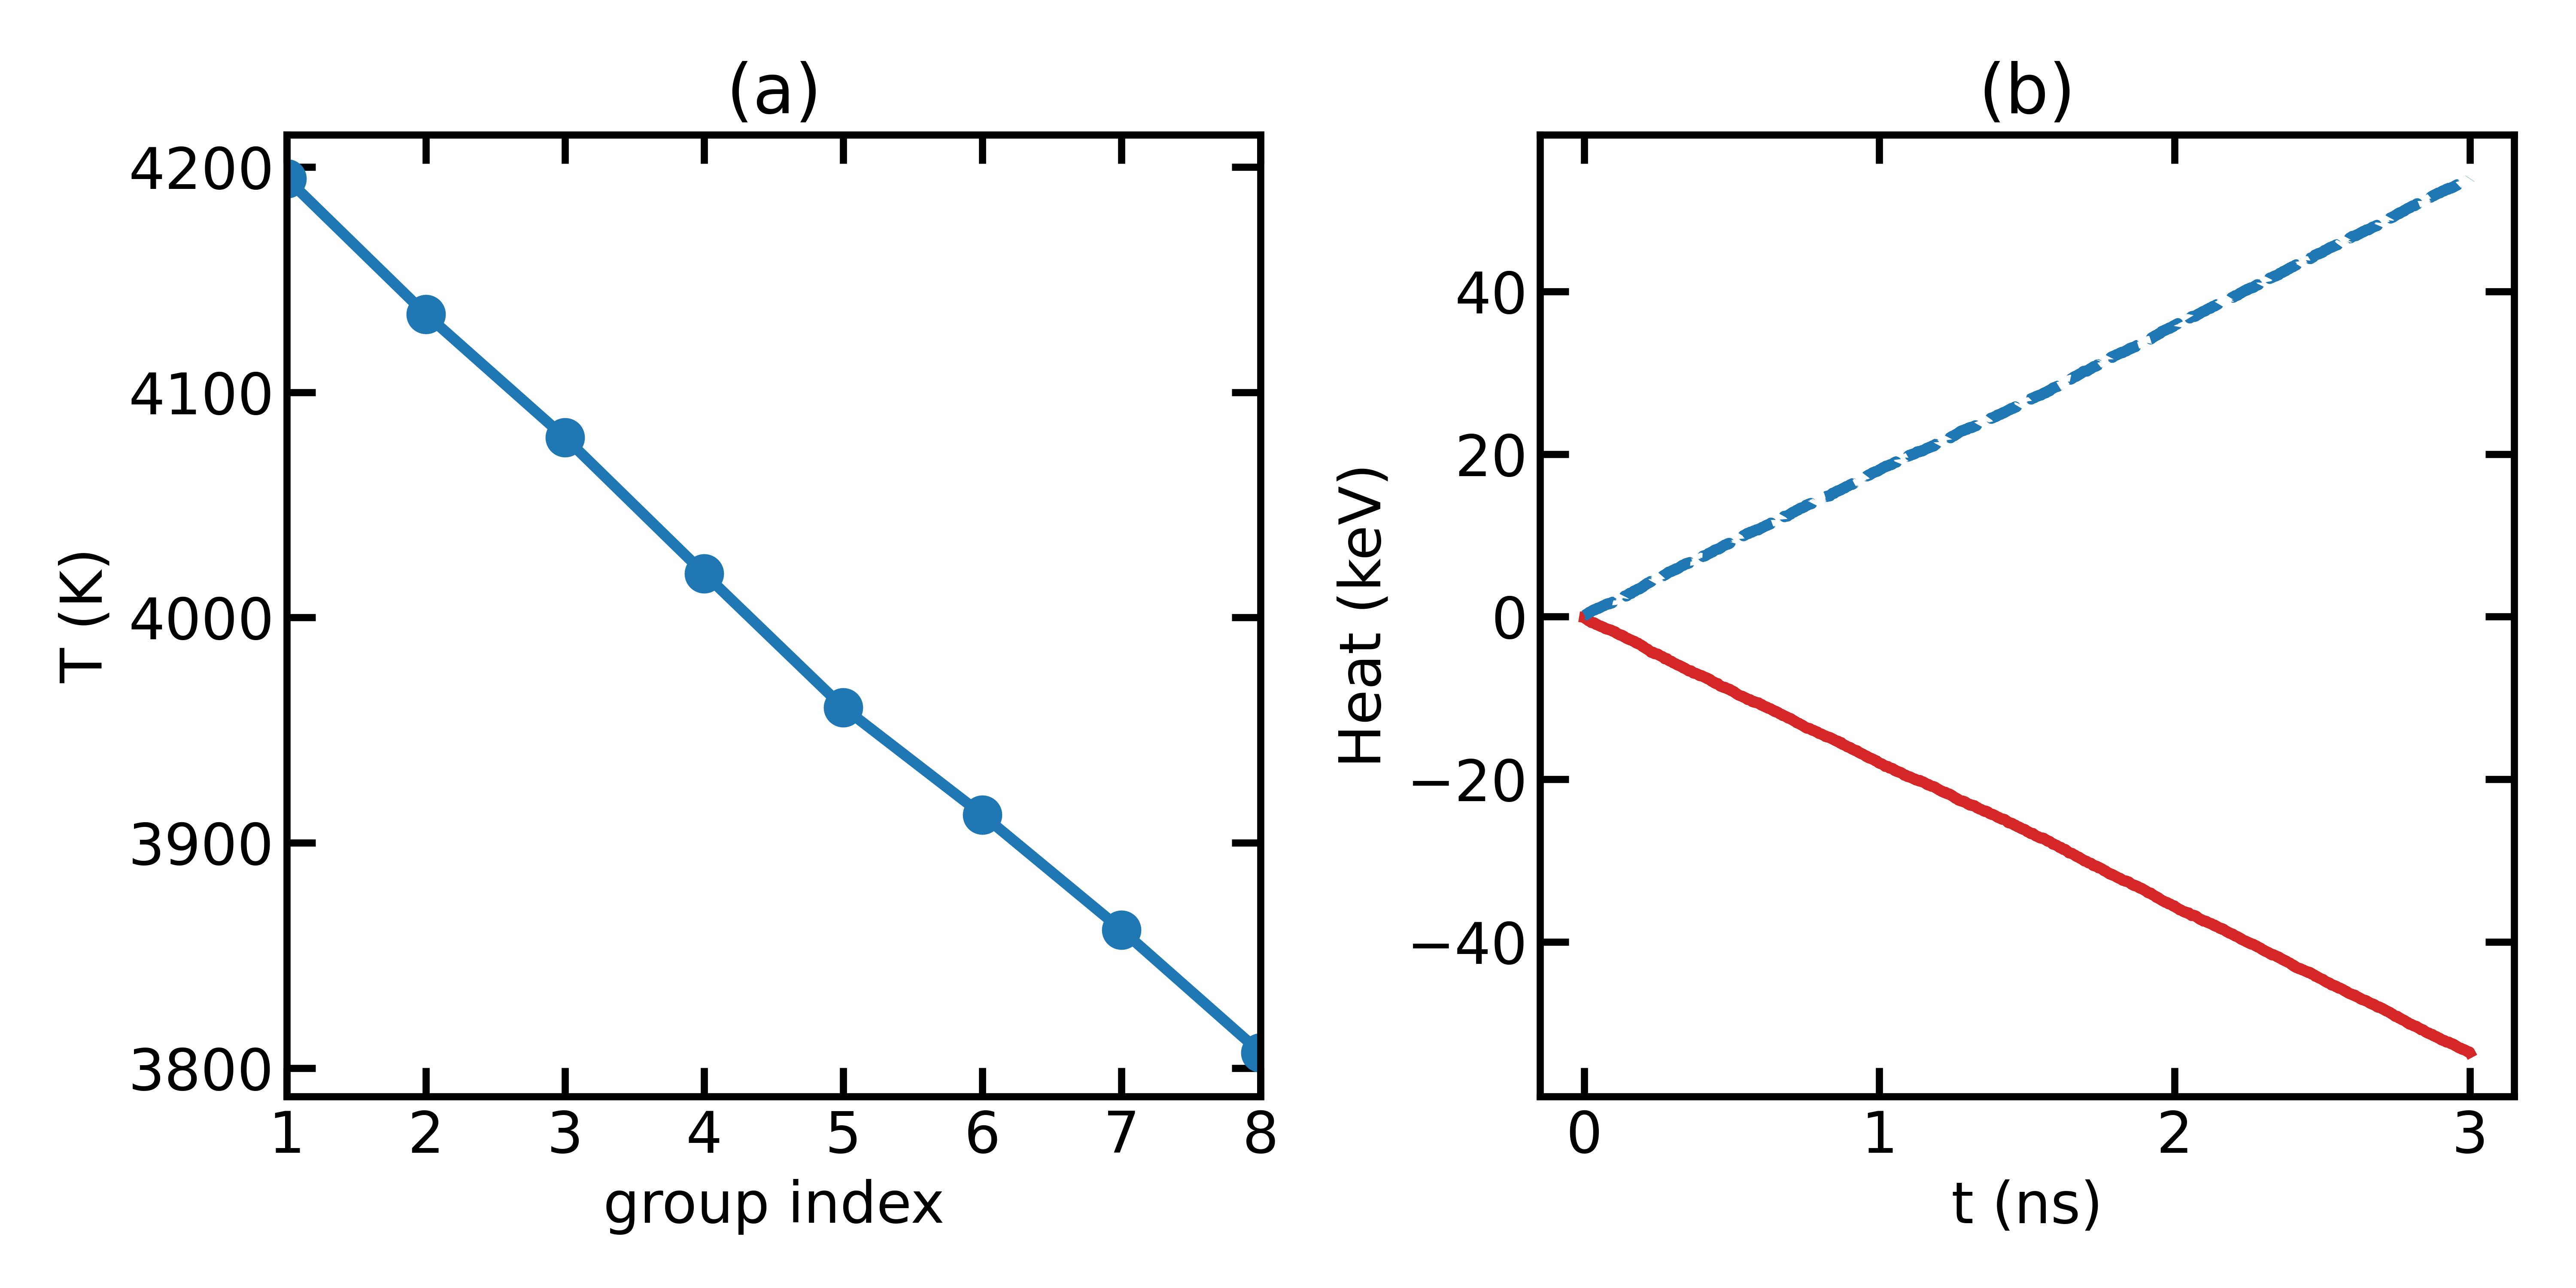 (a)
4200
4100
4000
3900
3800
T (K)
1 2 3 4 5 6 7 8
group index
(b)
40
20
0
−20
−40
Heat (keV)
0 1 2 3
t (ns)